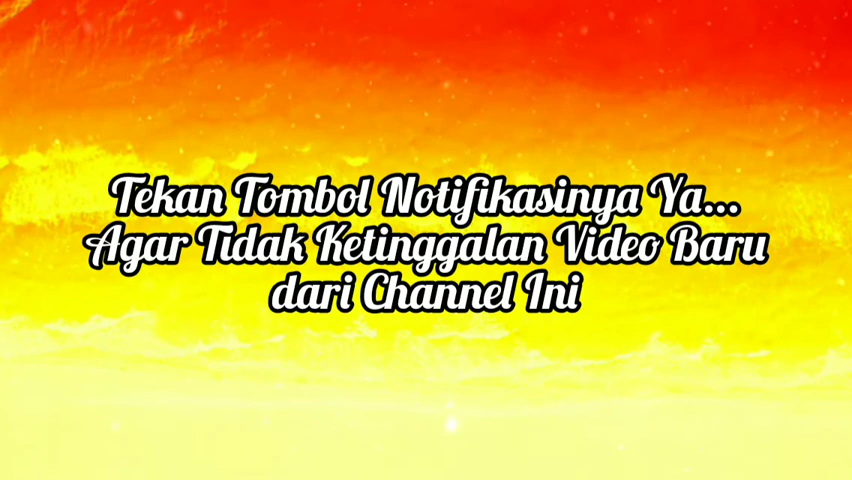 Tekan Tombol Notifikasinya Ya...
Agar Tidak Ketinggalan Video Baru
dari Channel Ini